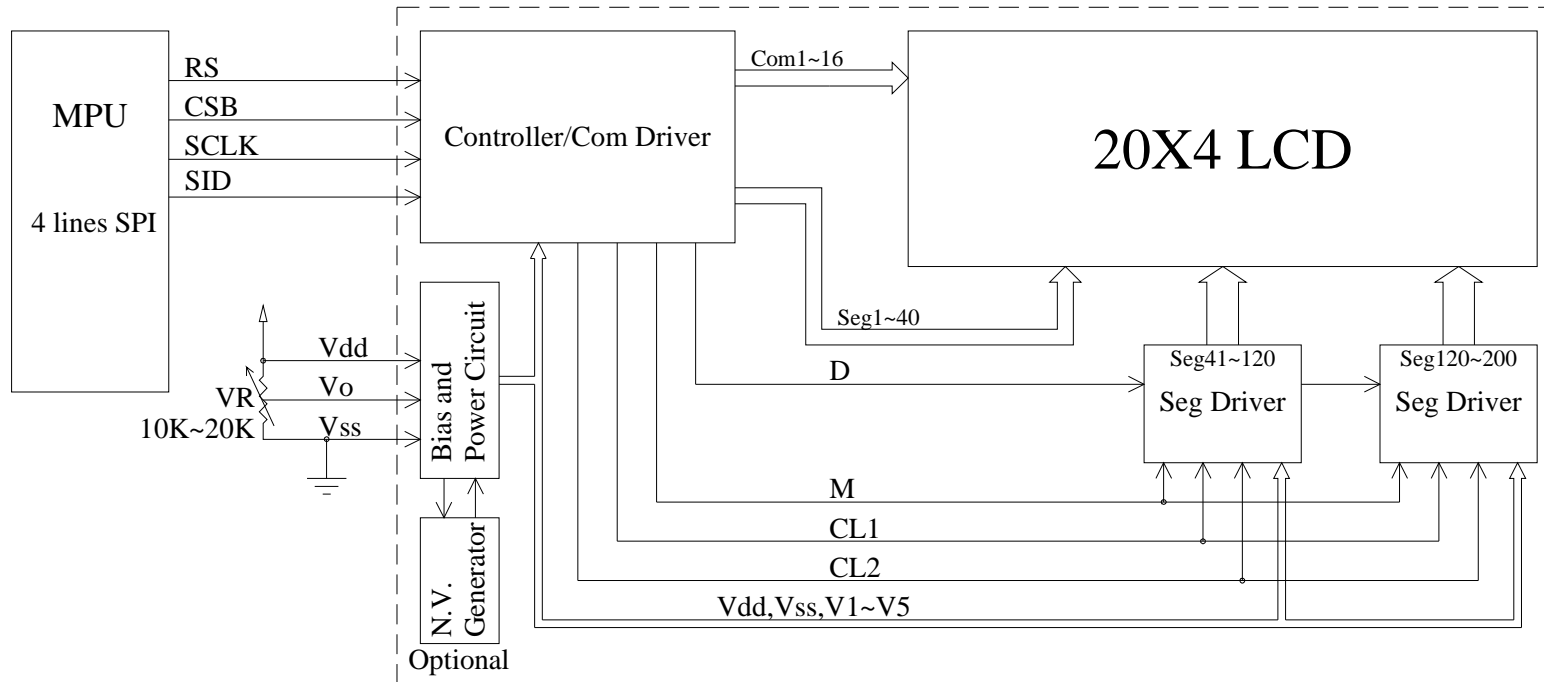 MPU
4 lines SPI
RS
CSB
SCLK
SID
Controller/Com Driver
Com1~16
20X4 LCD
Seg1~40
Vdd
Vo
VR
10K~20K
Vss
Bias and
Power Circuit
N.V.
Generator
Optional
D
Seg41~120
Seg Driver
Seg120~200
Seg Driver
M
CL1
CL2
Vdd,Vss,V1~V5